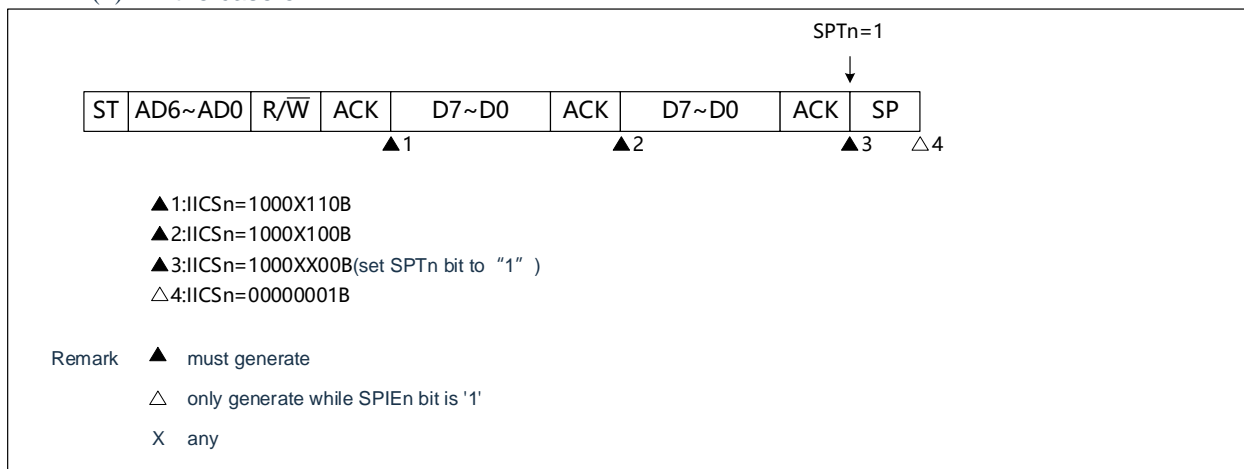 SPTn=1
ST AD6~AD0 R/W̅ ACK D7~D0 ACK D7~D0 ACK SP
▲1 ▲2 ▲3 △4
▲1:IICSn=1000X110B
▲2:IICSn=1000X100B
▲3:IICSn=1000XX00B(set SPTn bit to “1” )
△4:IICSn=00000001B
Remark ▲ must generate
△ only generate while SPIEn bit is '1'
X any